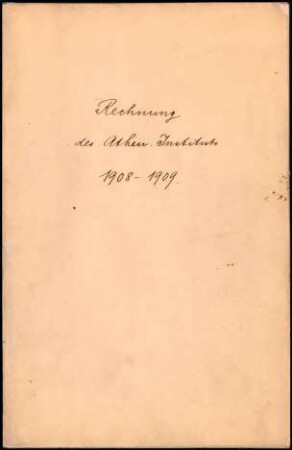 Rechnung
des Athen. Instituts
1908-1909.